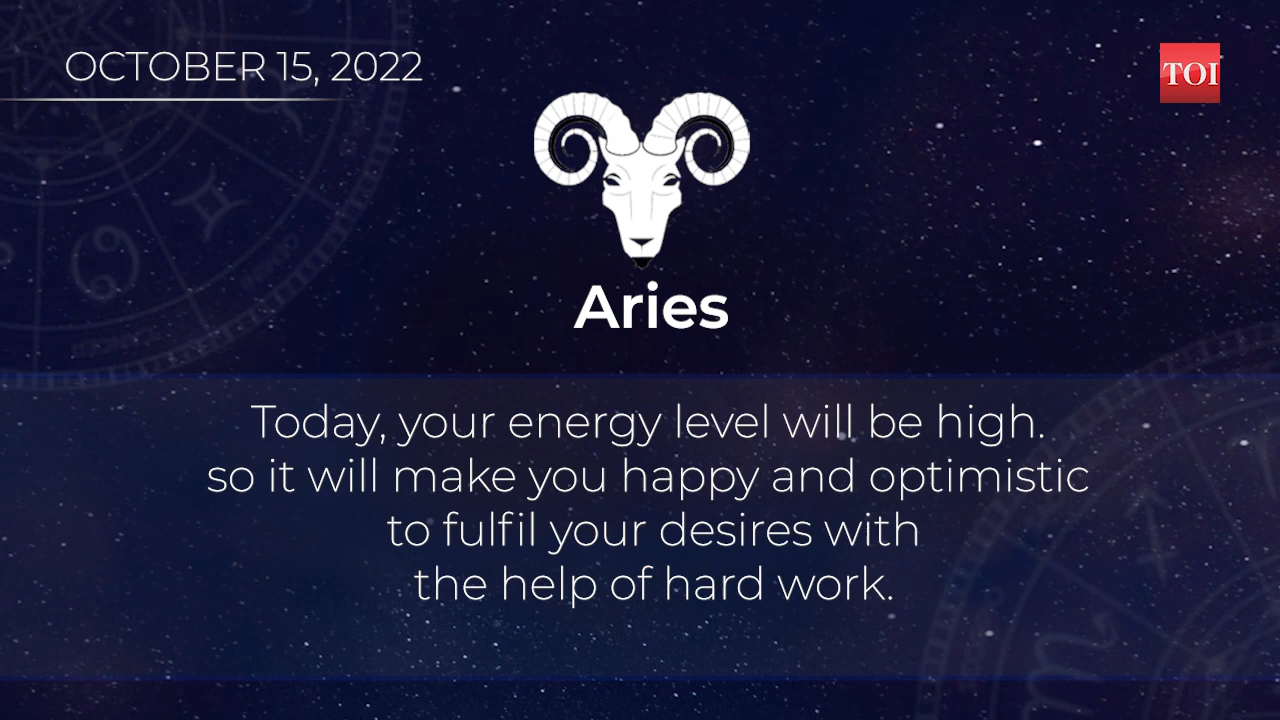 OCTOBER 15, 2022
TOI
Aries
Today, your energy level will be high.
so it will make you happy and optimistic
to fulfil your desires with
the help of hard work.